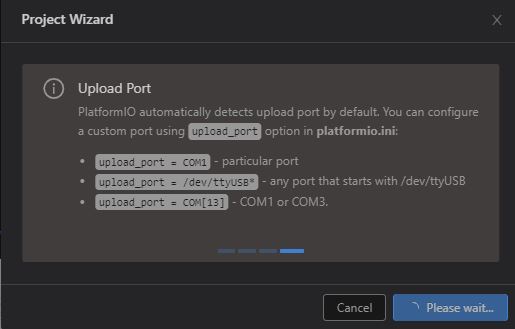 Project Wizard
Upload Port
PlatformIO automatically detects upload port by default. You can configure
a custom port using upload_port option in platformio.ini:
• upload_port = COM1 - particular port
• upload_port = /dev/ttyUSB* - any port that starts with /dev/ttyUSB
• upload_port = COM[13] - COM1 or COM3.
Cancel
Please wait...